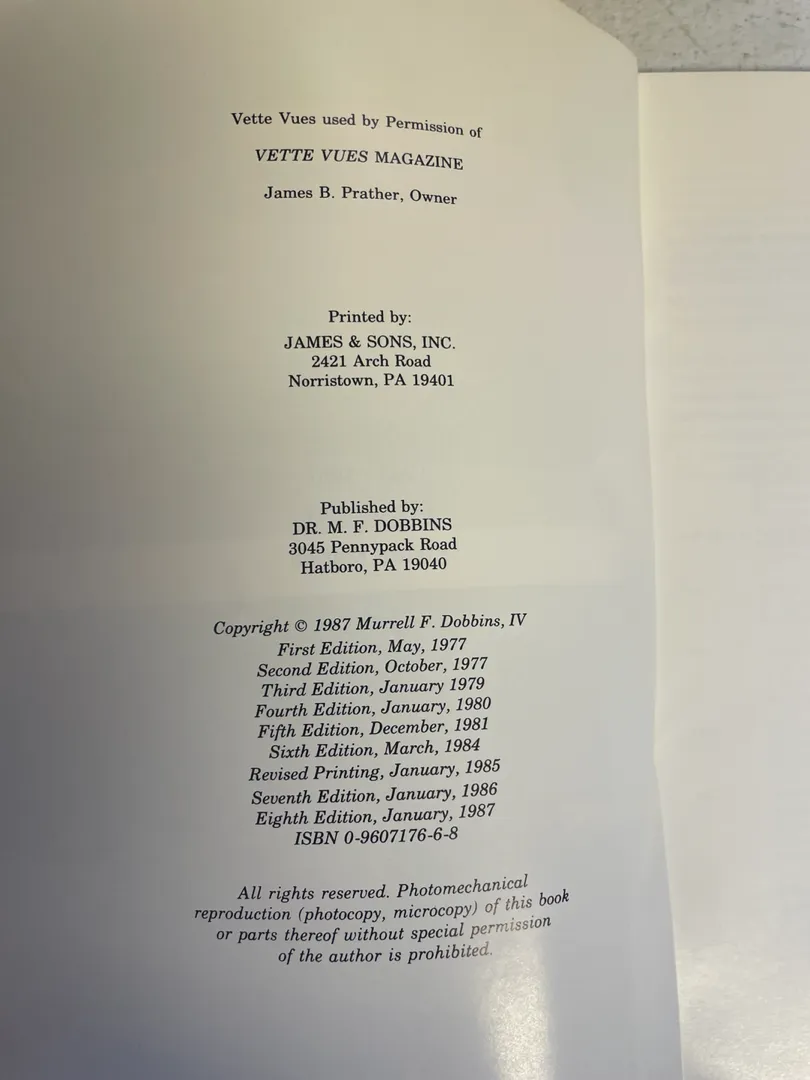 Vette Vues used by Permission of
VETTE VUES MAGAZINE
James B. Prather, Owner
Printed by:
JAMES & SONS, INC.
2421 Arch Road
Norristown, PA 19401
Published by:
DR. M. F. DOBBINS
3045 Pennypack Road
Hatboro, PA 19040
Copyright © 1987 Murrell F. Dobbins, IV
First Edition, May, 1977
Second Edition, October, 1977
Third Edition, January 1979
Fourth Edition, January, 1980
Fifth Edition, December, 1981
Sixth Edition, March, 1984
Revised Printing, January, 1985
Seventh Edition, January, 1986
Eighth Edition, January, 1987
ISBN 0-9607176-6-8
All rights reserved. Photomechanical
reproduction (photocopy, microcopy) of this book
or parts thereof without special permission
of the author is prohibited.